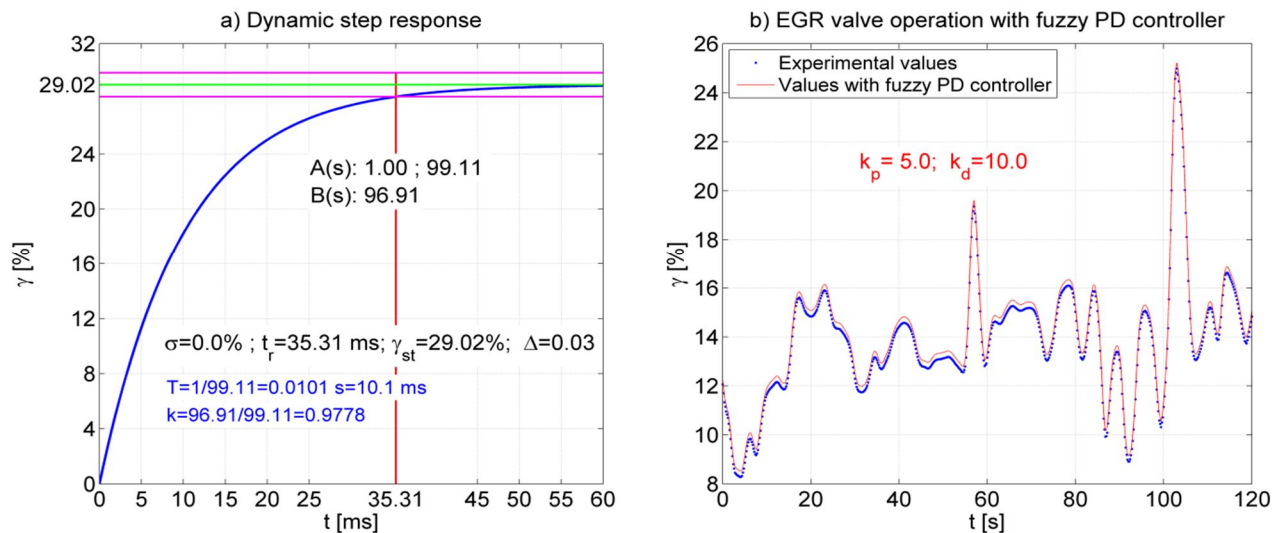 a) Dynamic step response
32
29.02
24
20
16
12
8
4
0
γ [%]
A(s): 1.00 ; 99.11
B(s): 96.91
σ=0.0% ; tr=35.31 ms; γst=29.02%; Δ=0.03
T=1/99.11=0.0101 s=10.1 ms
k=96.91/99.11=0.9778
0 5 10 15 20 25 35.31 45 50 55 60
t [ms]
b) EGR valve operation with fuzzy PD controller
26
24
22
20
18
16
14
12
10
8
γ [%]
Experimental values
Values with fuzzy PD controller
kp= 5.0; kd=10.0
0 20 40 60 80 100 120
t [s]